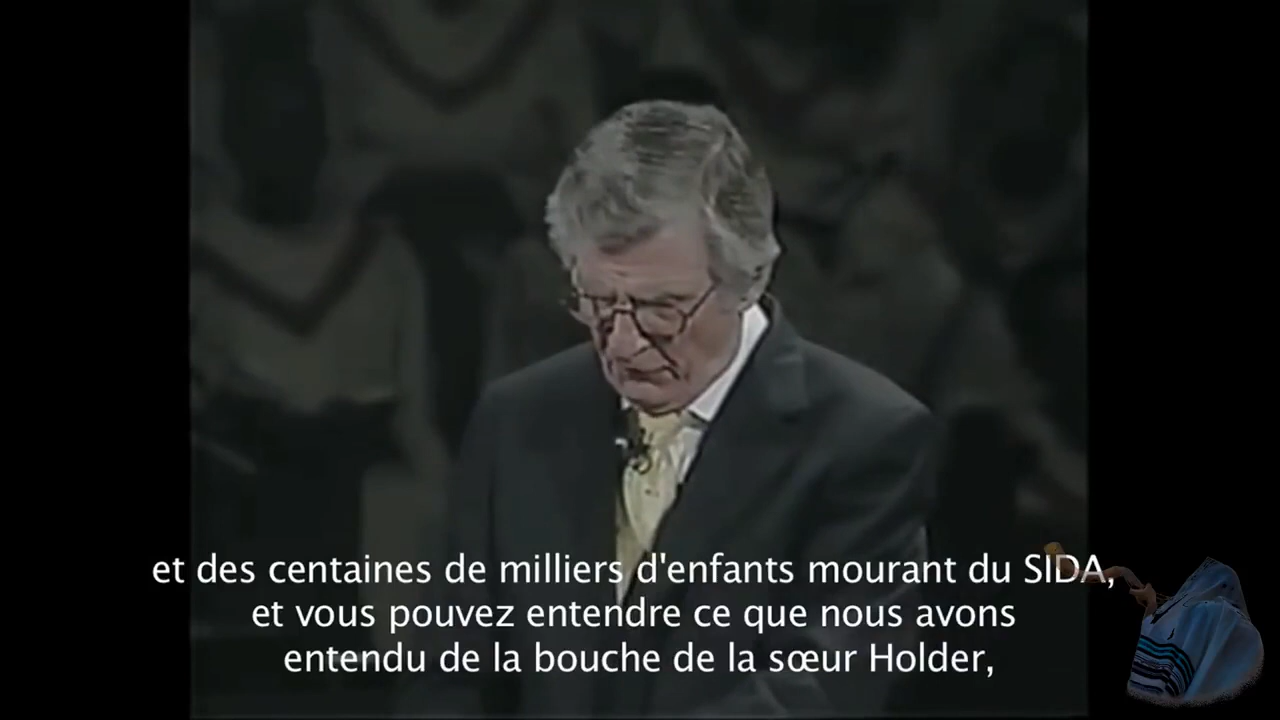 et des centaines de milliers d'enfants mourant du SIDA,
et vous pouvez entendre ce que nous avons
entendu de la bouche de la sœur Holder,